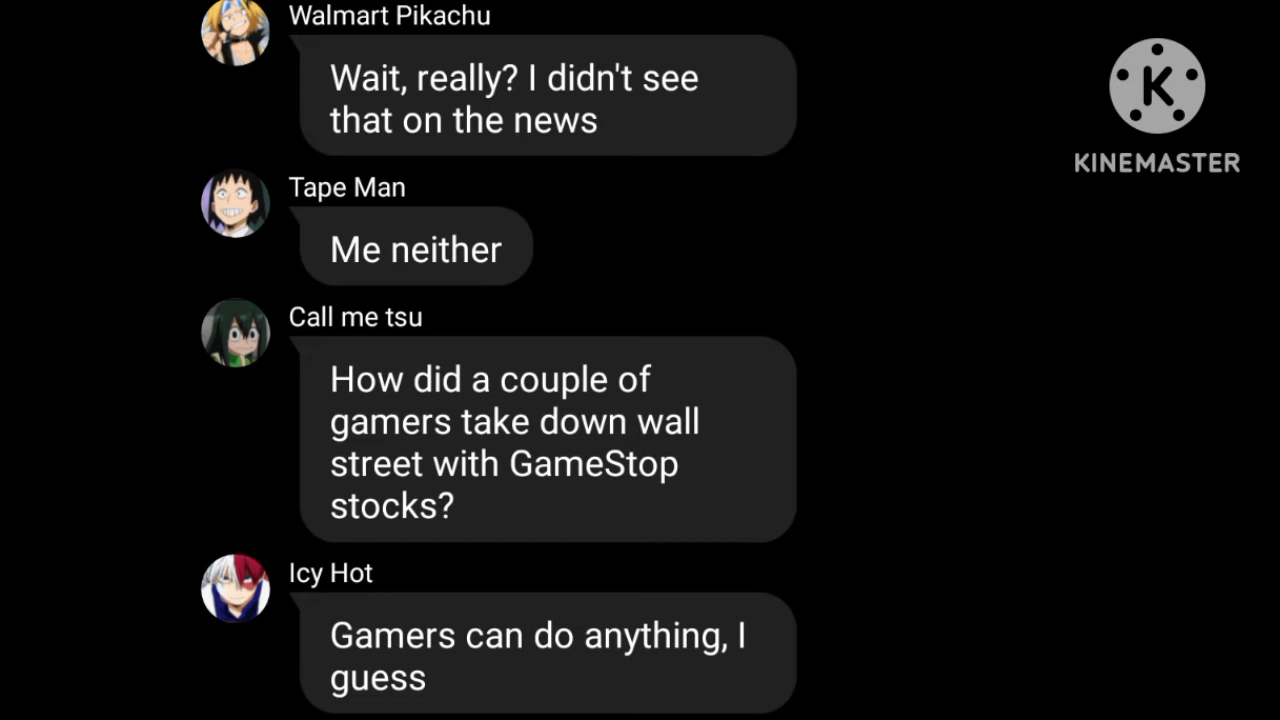 Walmart Pikachu
Wait, really? I didn't see
that on the news
K
KINEMASTER
Tape Man
Me neither
Call me tsu
How did a couple of
gamers take down wall
street with GameStop
stocks?
Icy Hot
Gamers can do anything, I
guess